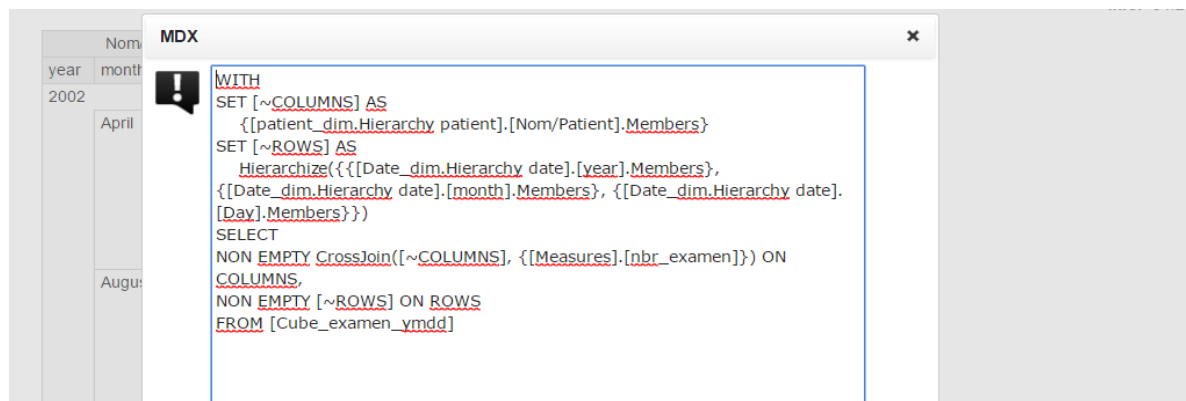 MDX
×
Nom/
year month
2002
April
Augus
WITH
SET [~COLUMNS] AS
{[patient_dim.Hierarchy patient].[Nom/Patient].Members}
SET [~ROWS] AS
Hierarchize({{[Date_dim.Hierarchy date].[year].Members},
{[Date_dim.Hierarchy date].[month].Members}, {[Date_dim.Hierarchy date].
[Day].Members}})
SELECT
NON EMPTY CrossJoin([~COLUMNS], {[Measures].[nbr_examen]}) ON
COLUMNS,
NON EMPTY [~ROWS] ON ROWS
FROM [Cube_examen_ymdd]